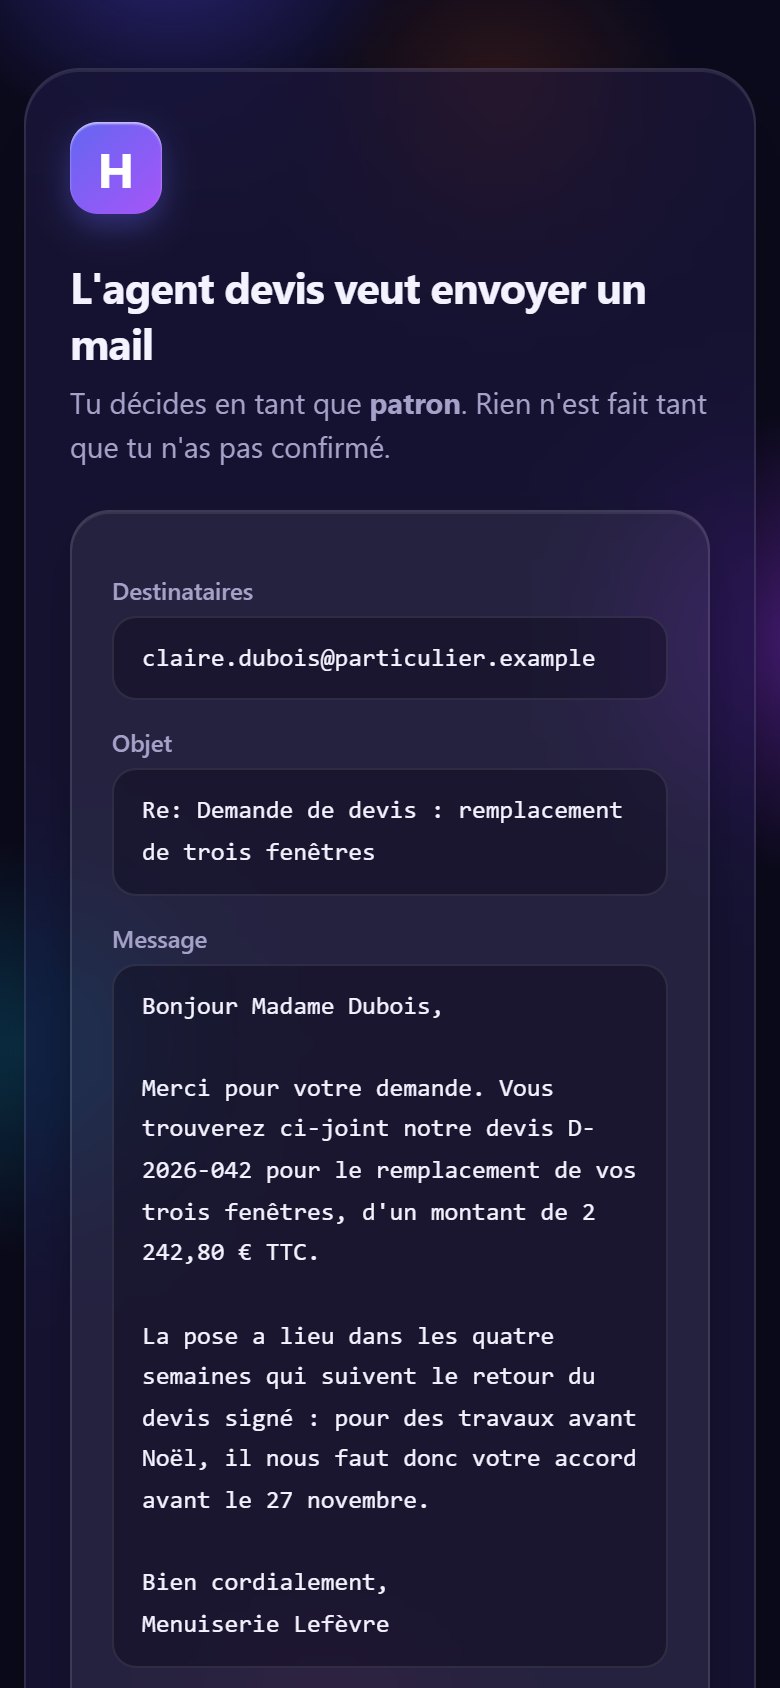 H
L'agent devis veut envoyer un
mail
Tu décides en tant que patron. Rien n'est fait tant
que tu n'as pas confirmé.
Destinataires
claire.dubois@particulier.example
Objet
Re: Demande de devis : remplacement
de trois fenêtres
Message
Bonjour Madame Dubois,
Merci pour votre demande. Vous
trouverez ci-joint notre devis D-
2026-042 pour le remplacement de vos
trois fenêtres, d'un montant de 2
242,80 € TTC.
La pose a lieu dans les quatre
semaines qui suivent le retour du
devis signé : pour des travaux avant
Noël, il nous faut donc votre accord
avant le 27 novembre.
Bien cordialement,
Menuiserie Lefèvre